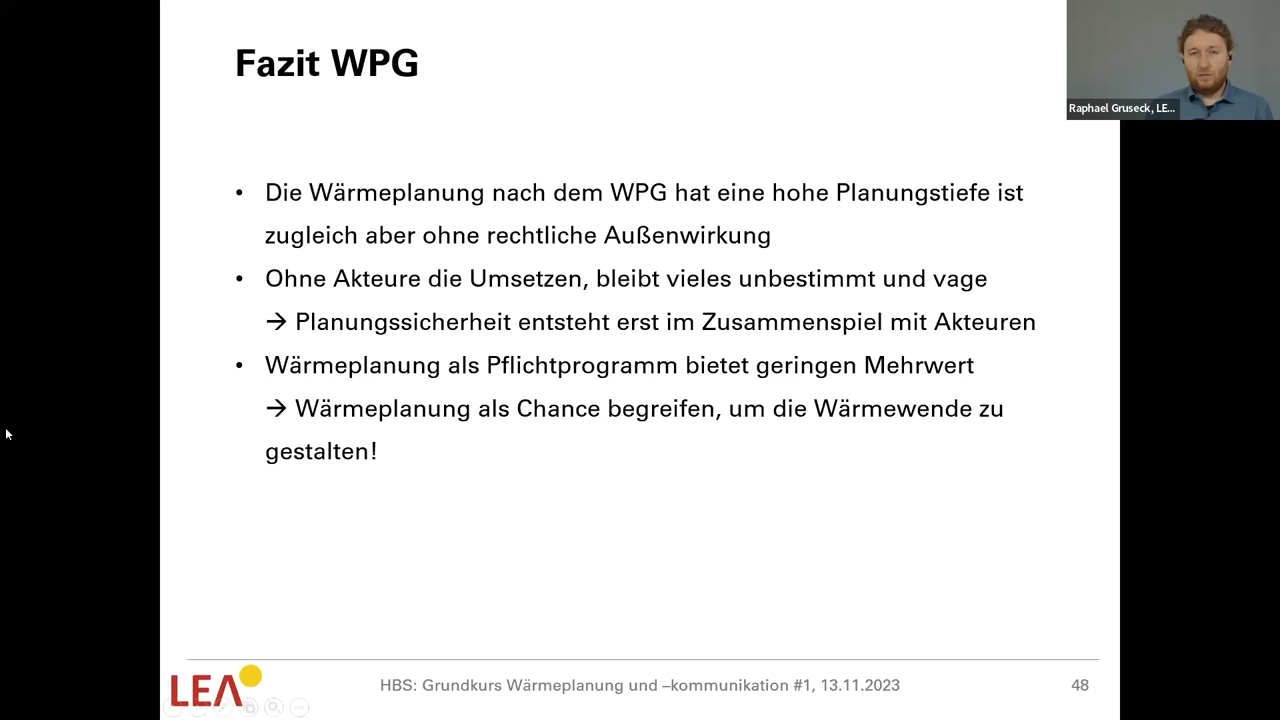 Fazit WPG
Raphael Gruseck, LE...
• Die Wärmeplanung nach dem WPG hat eine hohe Planungstiefe ist
zugleich aber ohne rechtliche Außenwirkung
• Ohne Akteure die Umsetzen, bleibt vieles unbestimmt und vage
→ Planungssicherheit entsteht erst im Zusammenspiel mit Akteuren
• Wärmeplanung als Pflichtprogramm bietet geringen Mehrwert
→ Wärmeplanung als Chance begreifen, um die Wärmewende zu
gestalten!
LEA
HBS: Grundkurs Wärmeplanung und –kommunikation #1, 13.11.2023
48